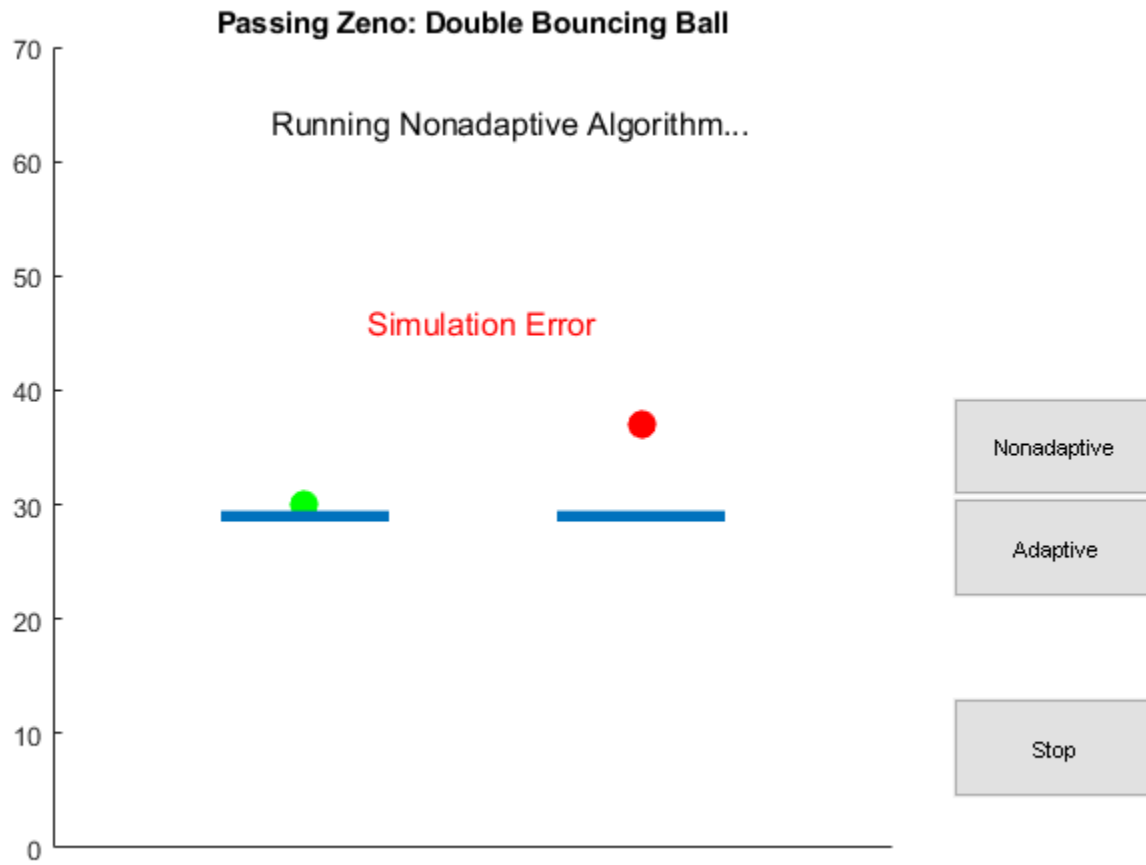 Passing Zeno: Double Bouncing Ball
70
Running Nonadaptive Algorithm...
60
50
Simulation Error
40
Nonadaptive
30
Adaptive
20
10
Stop
0